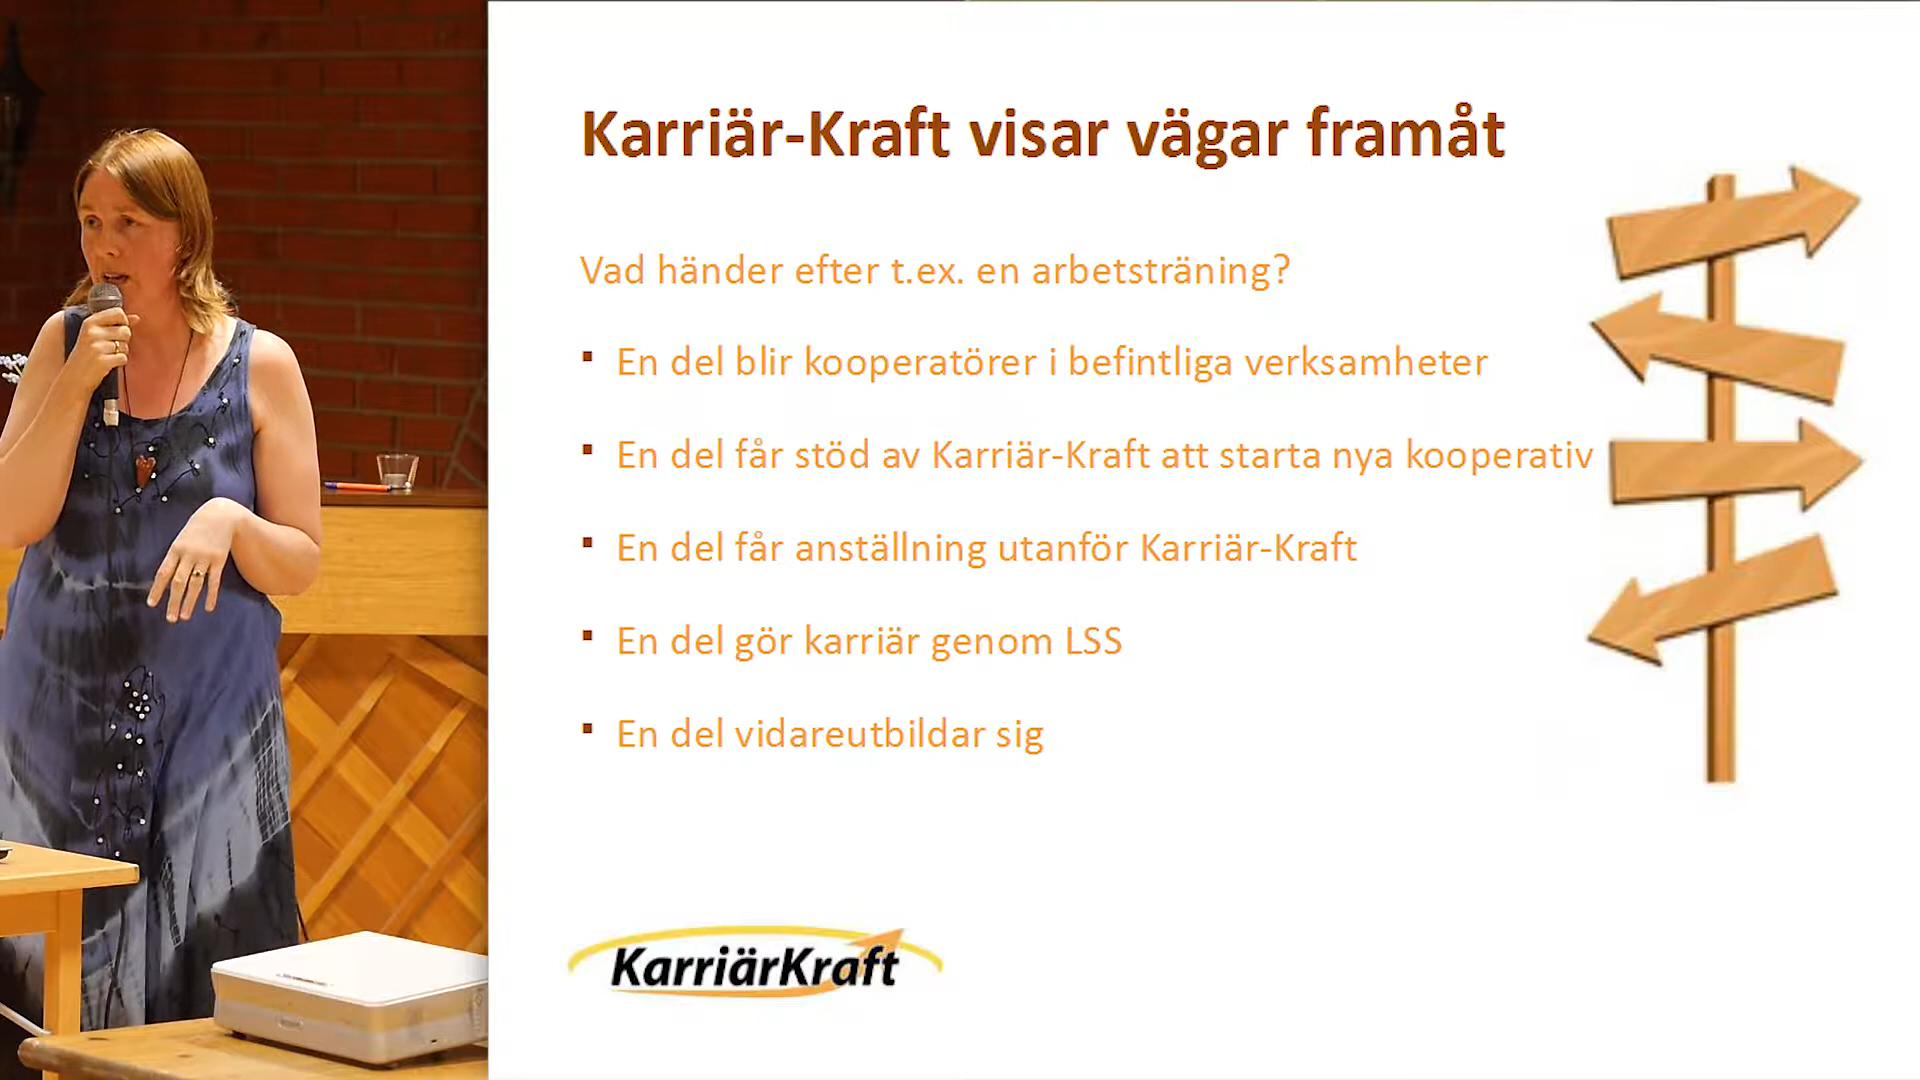 Karriär-Kraft visar vägar framåt
Vad händer efter t.ex. en arbetsträning?
▪ En del blir kooperatörer i befintliga verksamheter
▪ En del får stöd av Karriär-Kraft att starta nya kooperativ
▪ En del får anställning utanför Karriär-Kraft
▪ En del gör karriär genom LSS
▪ En del vidareutbildar sig
KarriärKraft